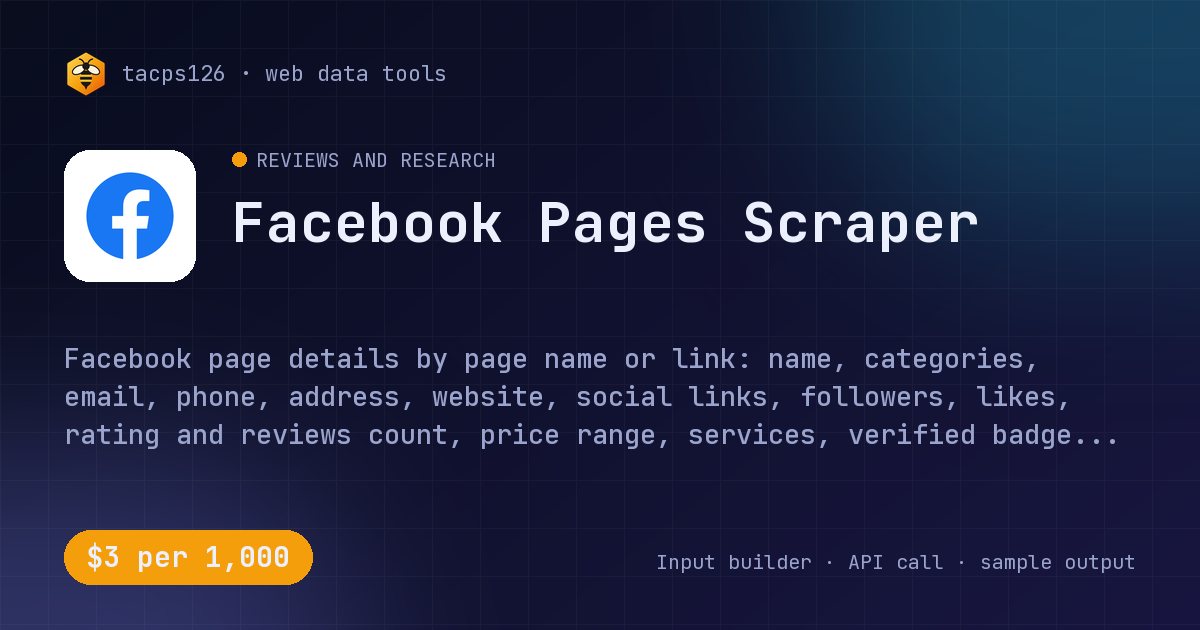 tacps126 · web data tools
REVIEWS AND RESEARCH
Facebook Pages Scraper
Facebook page details by page name or link: name, categories,
email, phone, address, website, social links, followers, likes,
rating and reviews count, price range, services, verified badge...
$3 per 1,000
Input builder · API call · sample output